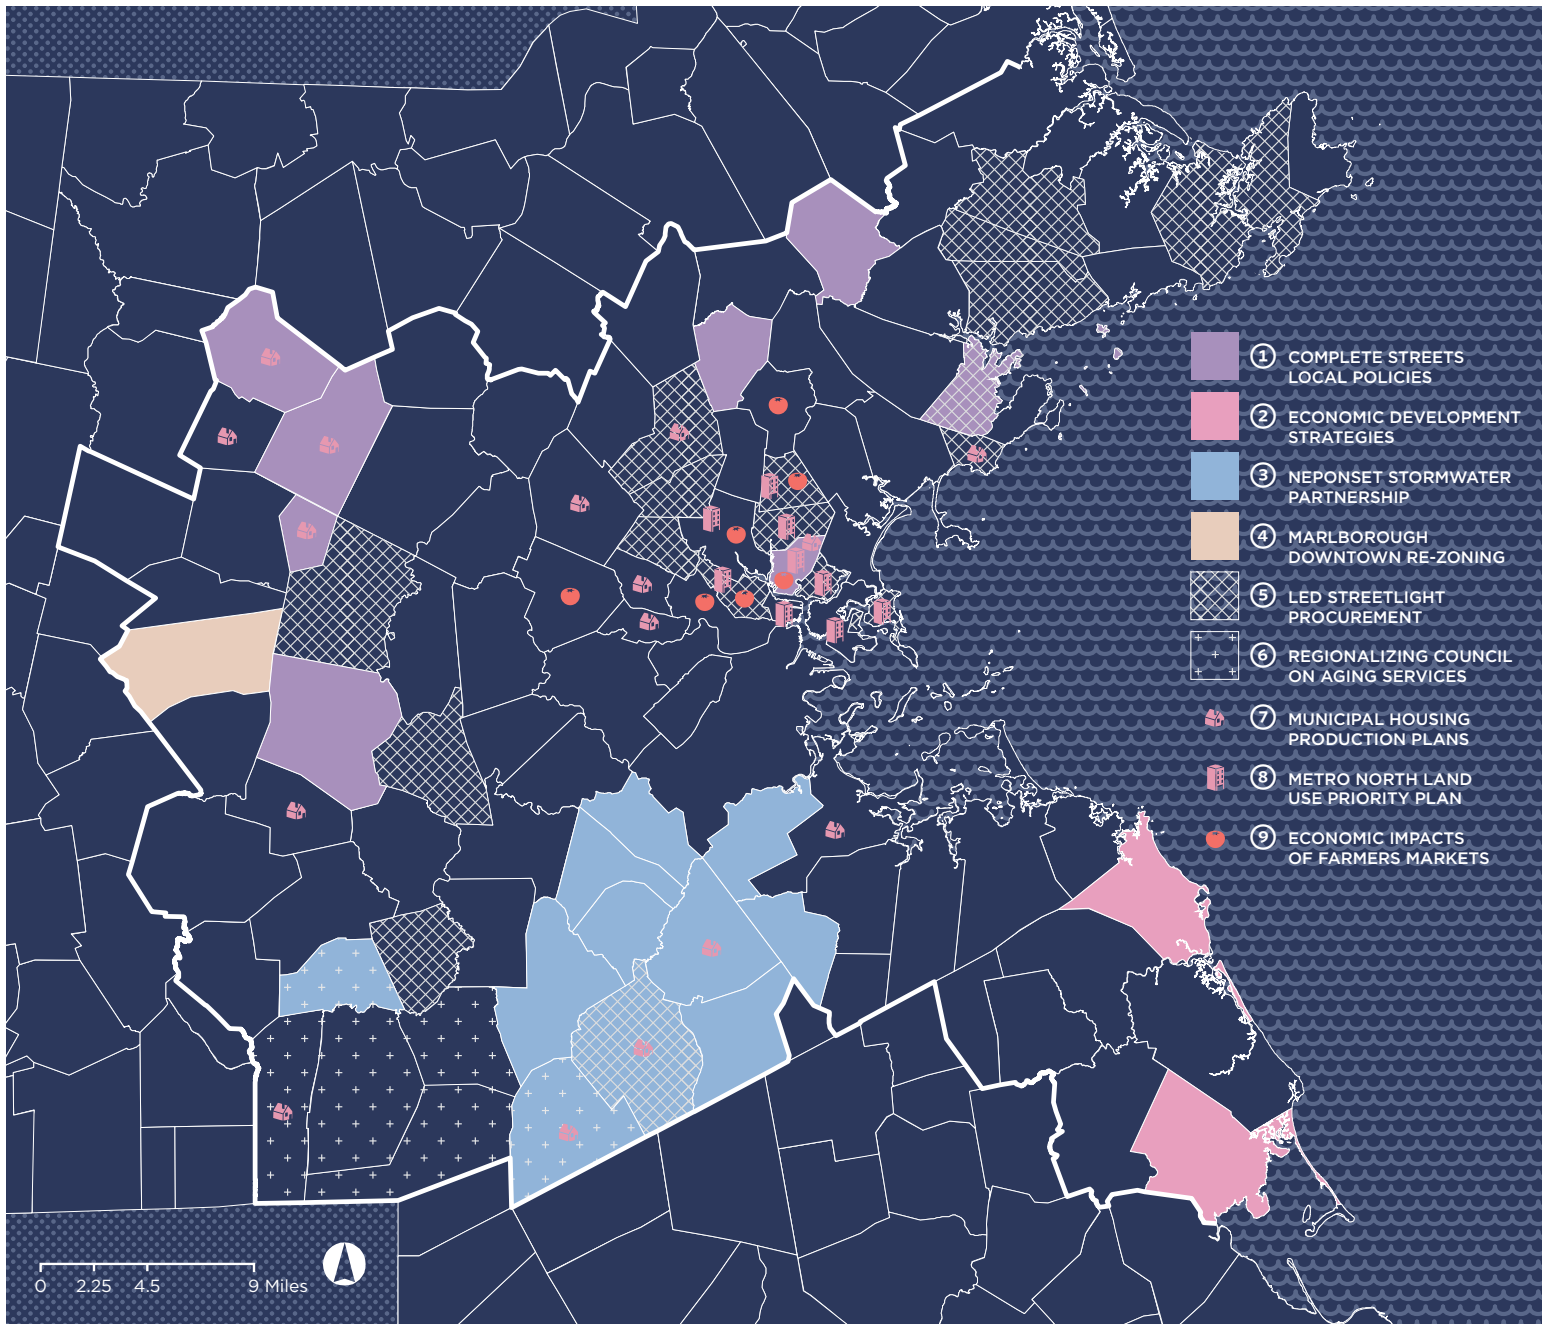 1 COMPLETE STREETS
LOCAL POLICIES
2 ECONOMIC DEVELOPMENT
STRATEGIES
3 NEPONSET STORMWATER
PARTNERSHIP
4 MARLBOROUGH
DOWNTOWN RE-ZONING
5 LED STREETLIGHT
PROCUREMENT
6 REGIONALIZING COUNCIL
ON AGING SERVICES
7 MUNICIPAL HOUSING
PRODUCTION PLANS
8 METRO NORTH LAND
USE PRIORITY PLAN
9 ECONOMIC IMPACTS
OF FARMERS MARKETS
0 2.25 4.5 9 Miles